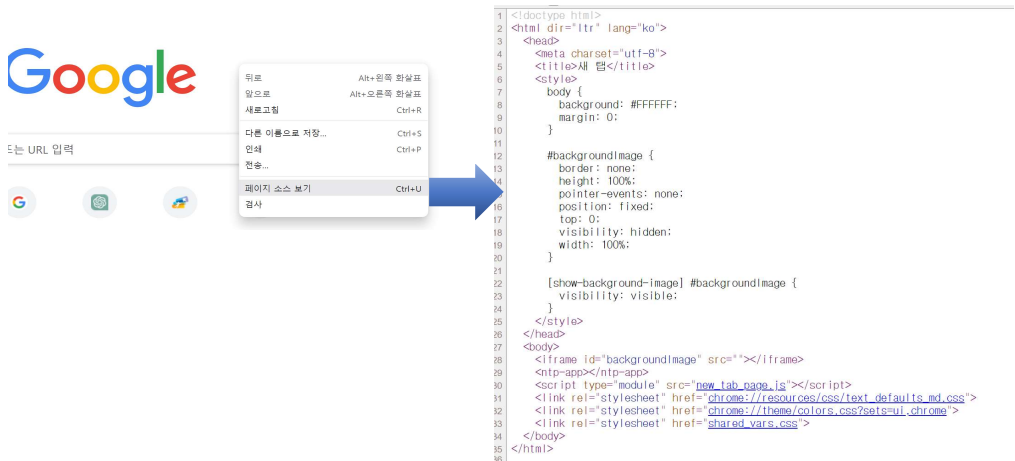 Google
뒤로 Alt+왼쪽 화살표
앞으로 Alt+오른쪽 화살표
새로고침 Ctrl+R
다른 이름으로 저장... Ctrl+S
인쇄 Ctrl+P
전송...
페이지 소스 보기 Ctrl+U
검사
는 URL 입력
G
1 <!doctype html>
2 <html dir="ltr" lang="ko">
3 <head>
4 <meta charset="utf-8">
5 <title>새 탭</title>
6 <style>
7 body {
8 background: #FFFFFF;
9 margin: 0;
10 }
11
12 #backgroundImage {
13 border: none;
14 height: 100%;
pointer-events: none;
16 position: fixed;
17 top: 0;
18 visibility: hidden;
19 width: 100%;
20 }
21
22 [show-background-image] #backgroundImage {
23 visibility: visible;
24 }
25 </style>
26 </head>
27 <body>
28 <iframe id="backgroundImage" src=""></iframe>
29 <ntp-app></ntp-app>
30 <script type="module" src="new_tab_page.js"></script>
31 <link rel="stylesheet" href="chrome://resources/css/text_defaults_md.css">
32 <link rel="stylesheet" href="chrome://theme/colors.css?sets=ui,chrome">
33 <link rel="stylesheet" href="shared_vars.css">
34 </body>
35 </html>
36